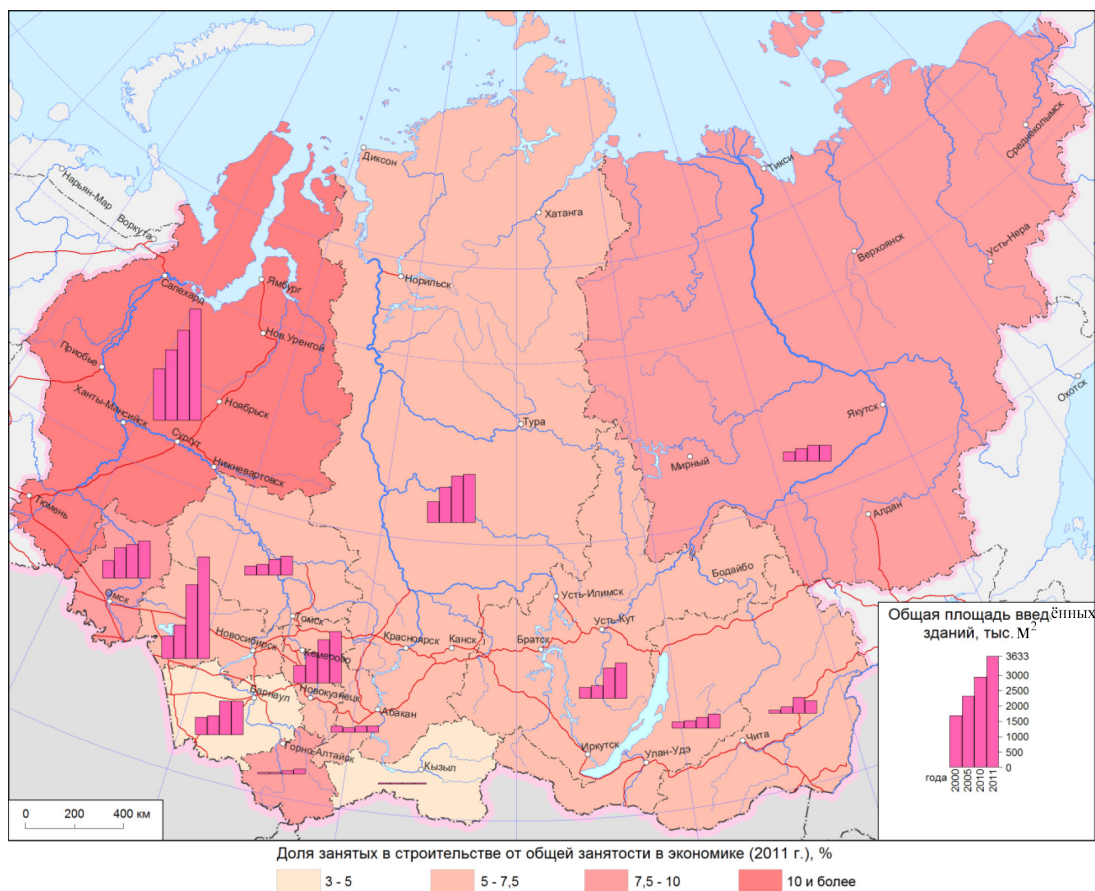 Диксон
Нарьян-Мар
Воркута
Хатанга
Тикси
Среднеколымск
Верхоянск
Усть-Нера
Салехард
Ямбург
Норильск
Нов.Уренгой
Приобье
Ноябрьск
Ханты-Мансийск
Сургут
Нижневартовск
Тура
Мирный
Якутск
Охотск
Тюмень
Алдан
Омск
Томск
Усть-Илимск
Бодайбо
Новосибирск
Кемерово
Красноярск
Канск
Братск
Усть-Кут
Барнаул
Новокузнецк
Абакан
Горно-Алтайск
Кызыл
Иркутск
Улан-Удэ
Чита
Общая площадь введённых
зданий, тыс. м²
3633
3000
2500
2000
1500
1000
500
0
года
2000
2005
2010
2011
0 200 400 км
Доля занятых в строительстве от общей занятости в экономике (2011 г.), %
3 - 5 5 - 7,5 7,5 - 10 10 и более